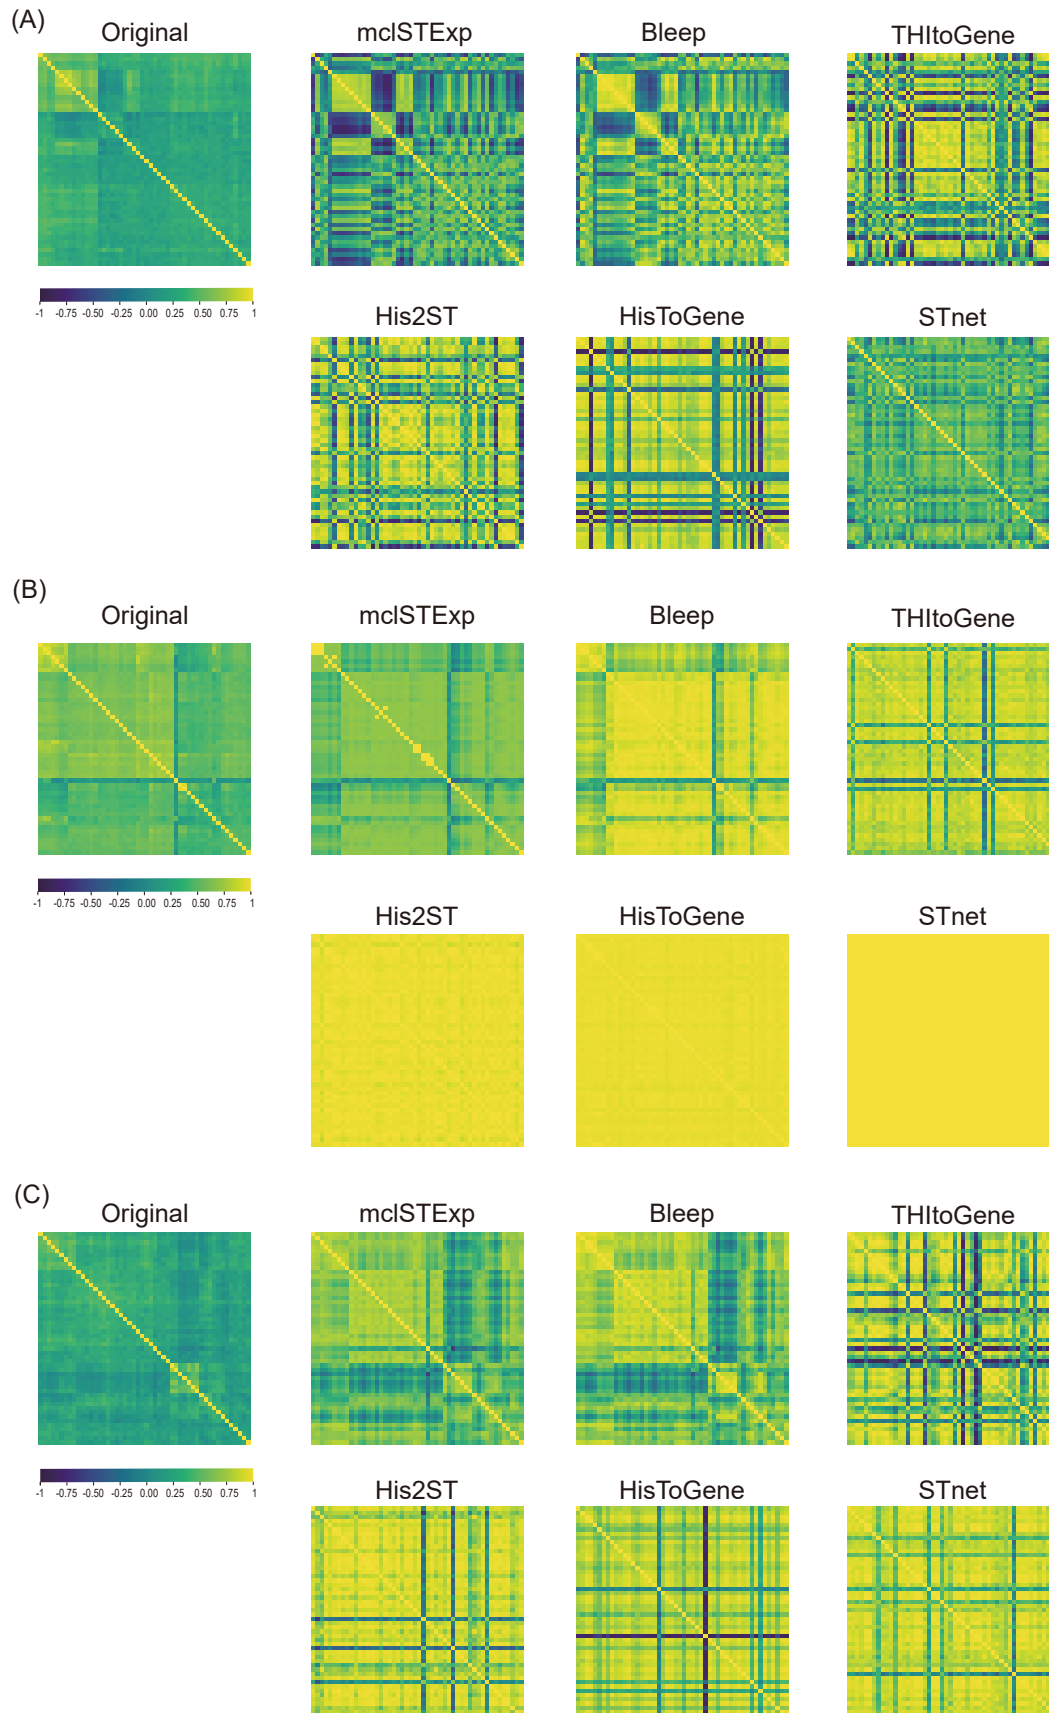 (A)
Original mclSTExp Bleep THItoGene
-1 -0.75 -0.50 -0.25 0.00 0.25 0.50 0.75 1
His2ST HisToGene STnet
(B)
Original mclSTExp Bleep THItoGene
-1 -0.75 -0.50 -0.25 0.00 0.25 0.50 0.75 1
His2ST HisToGene STnet
(C)
Original mclSTExp Bleep THItoGene
-1 -0.75 -0.50 -0.25 0.00 0.25 0.50 0.75 1
His2ST HisToGene STnet